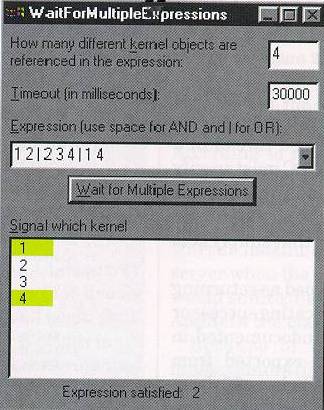 WaitForMultipleExpressions
How many different kernel objects are
referenced in the expression:
4
Timeout (in milliseconds):
30000
Expression (use space for AND and | for OR):
1 2 | 2 3 4 | 1 4
Wait for Multiple Expressions
Signal which kernel
1
2
3
4
Expression satisfied: 2